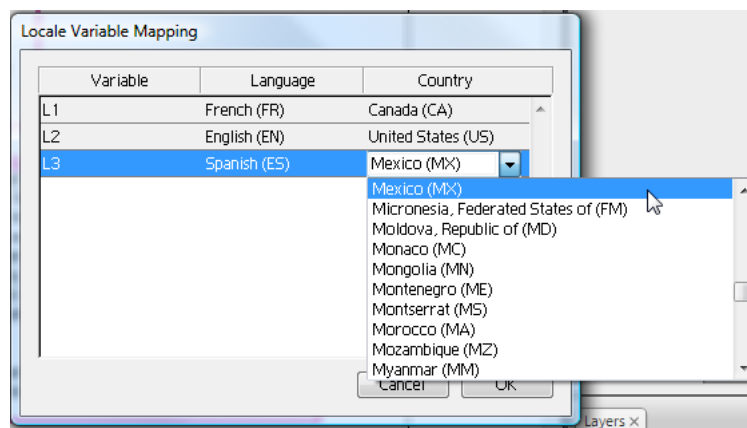 Locale Variable Mapping
Variable Language Country
L1 French (FR) Canada (CA)
L2 English (EN) United States (US)
L3 Spanish (ES) Mexico (MX)
Mexico (MX)
Micronesia, Federated States of (FM)
Moldova, Republic of (MD)
Monaco (MC)
Mongolia (MN)
Montenegro (ME)
Montserrat (MS)
Morocco (MA)
Mozambique (MZ)
Myanmar (MM)
Cancel OK
Layers ×